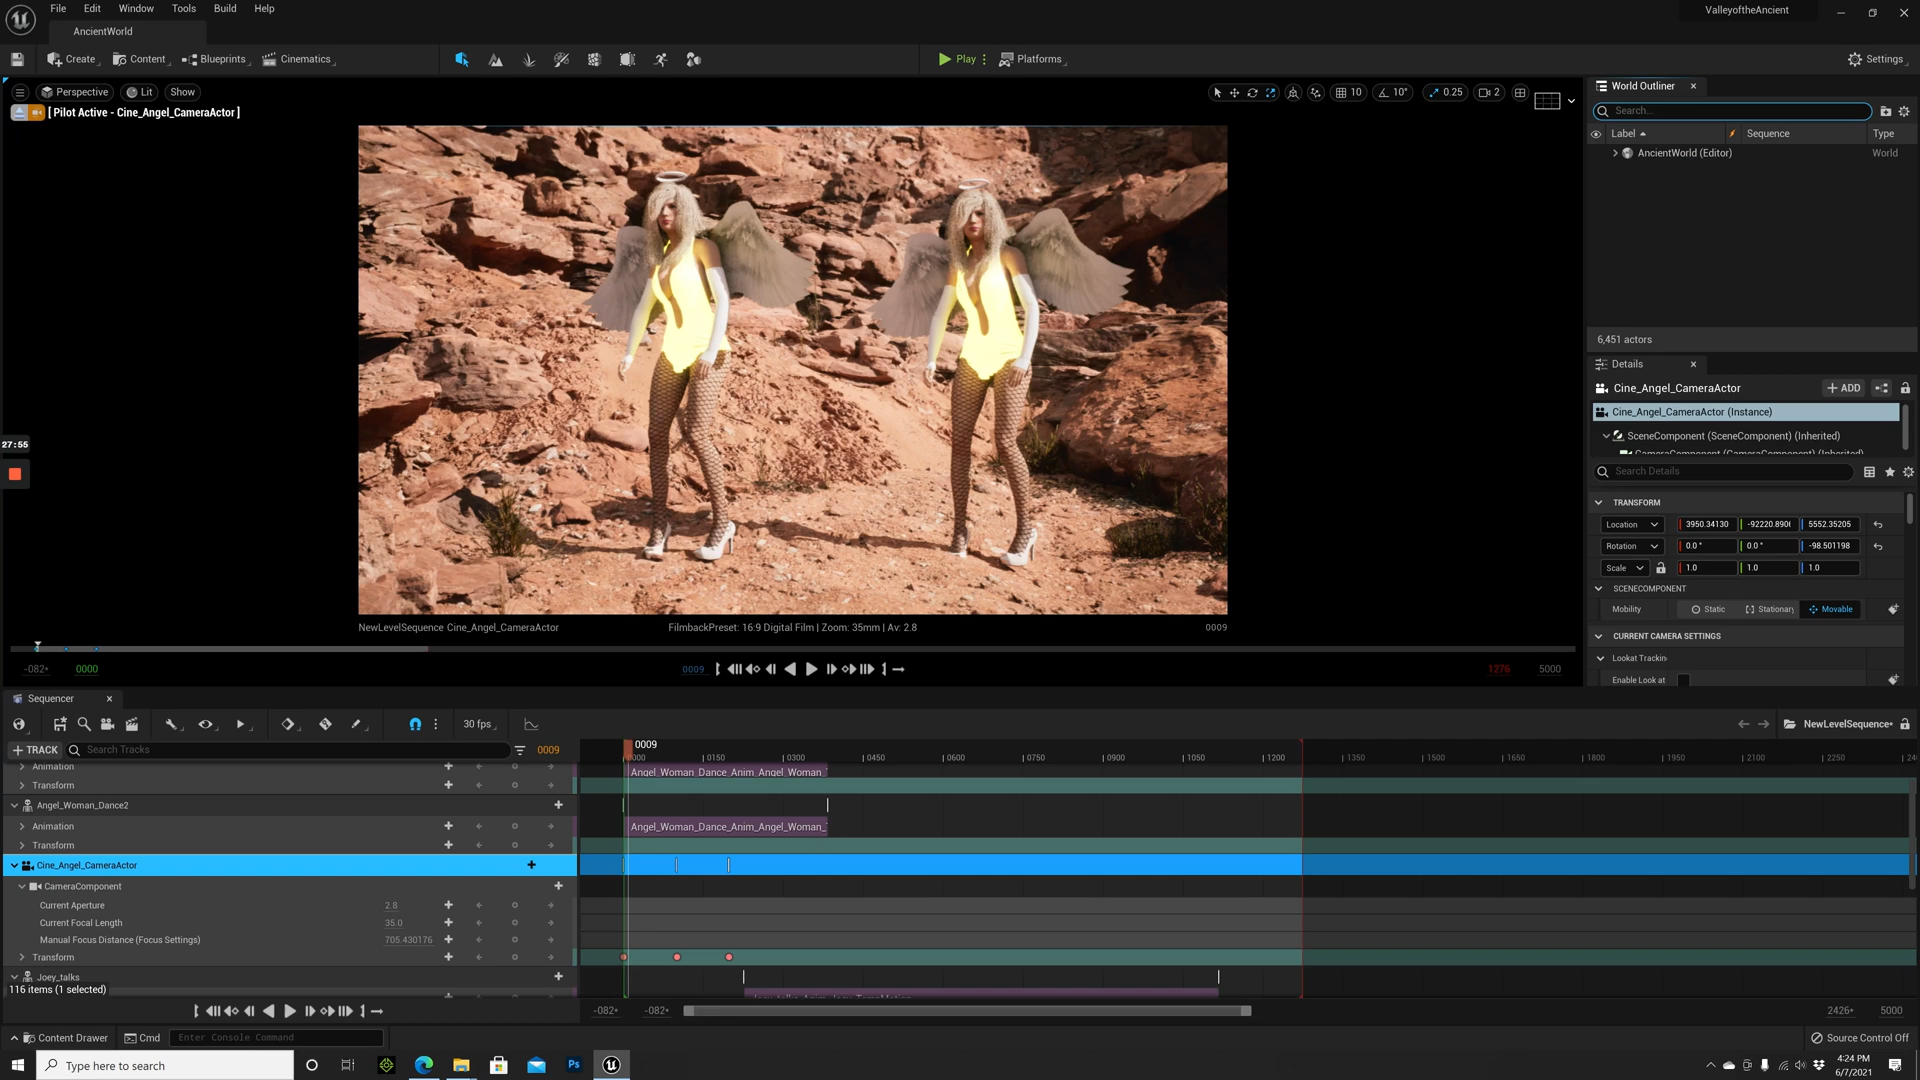 File Edit Window Tools Build Help
ValleyoftheAncient
AncientWorld
Create Content Blueprints Cinematics
Play Platforms
Settings
Perspective Lit Show
10 10° 0.25 2
[ Pilot Active - Cine_Angel_CameraActor ]
World Outliner
Search...
Label Sequence Type
AncientWorld (Editor) World
6,451 actors
Details
Cine_Angel_CameraActor ADD
Cine_Angel_CameraActor (Instance)
SceneComponent (SceneComponent) (Inherited)
CameraComponent (CameraComponent) (Inherited)
Search Details
TRANSFORM
Location 3950.34130 -92220.890 5552.35205
Rotation 0.0° 0.0° -98.501198
Scale 1.0 1.0 1.0
SCENECOMPONENT
Mobility Static Stationary Movable
CURRENT CAMERA SETTINGS
Lookat Trackin
Enable Look at
27:55
NewLevelSequence Cine_Angel_CameraActor FilmbackPreset: 16:9 Digital Film | Zoom: 35mm | Av: 2.8 0009
-082* 0000 0009 1276 5000
Sequencer
30 fps
NewLevelSequence*
TRACK Search Tracks 0009
0009
000 0150 0300 0450 0600 0750 0900 1050 1200 1350 1500 1650 1800 1950 2100 2250 24
Animation
Angel_Woman_Dance_Anim_Angel_Woman_
Transform
Angel_Woman_Dance2
Animation
Angel_Woman_Dance_Anim_Angel_Woman_
Transform
Cine_Angel_CameraActor
CameraComponent
Current Aperture 2.8
Current Focal Length 35.0
Manual Focus Distance (Focus Settings) 705.430176
Transform
Joey_talks
116 items (1 selected)
Joey_talks_Anim_Joey_TempMotion
-082* -082* 2426* 5000
Content Drawer Cmd Enter Console Command
Source Control Off
Type here to search
Ps
4:24 PM
6/7/2021